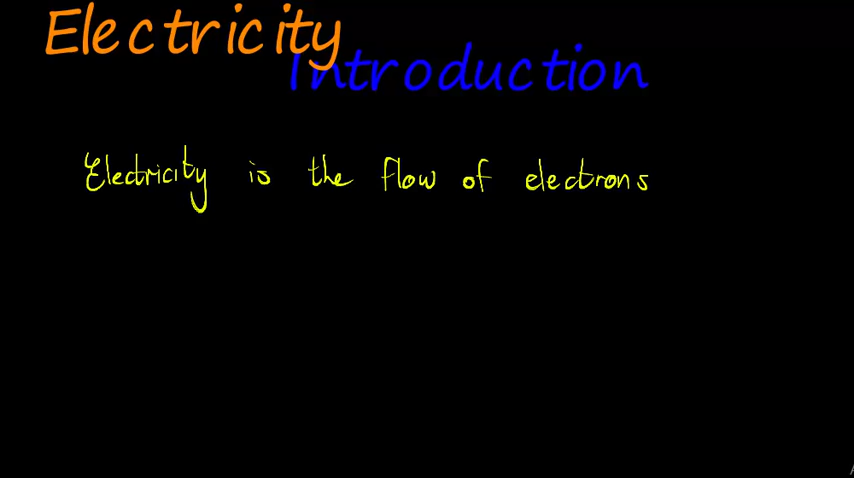 Electricity
Introduction
Electricity is the flow of electrons